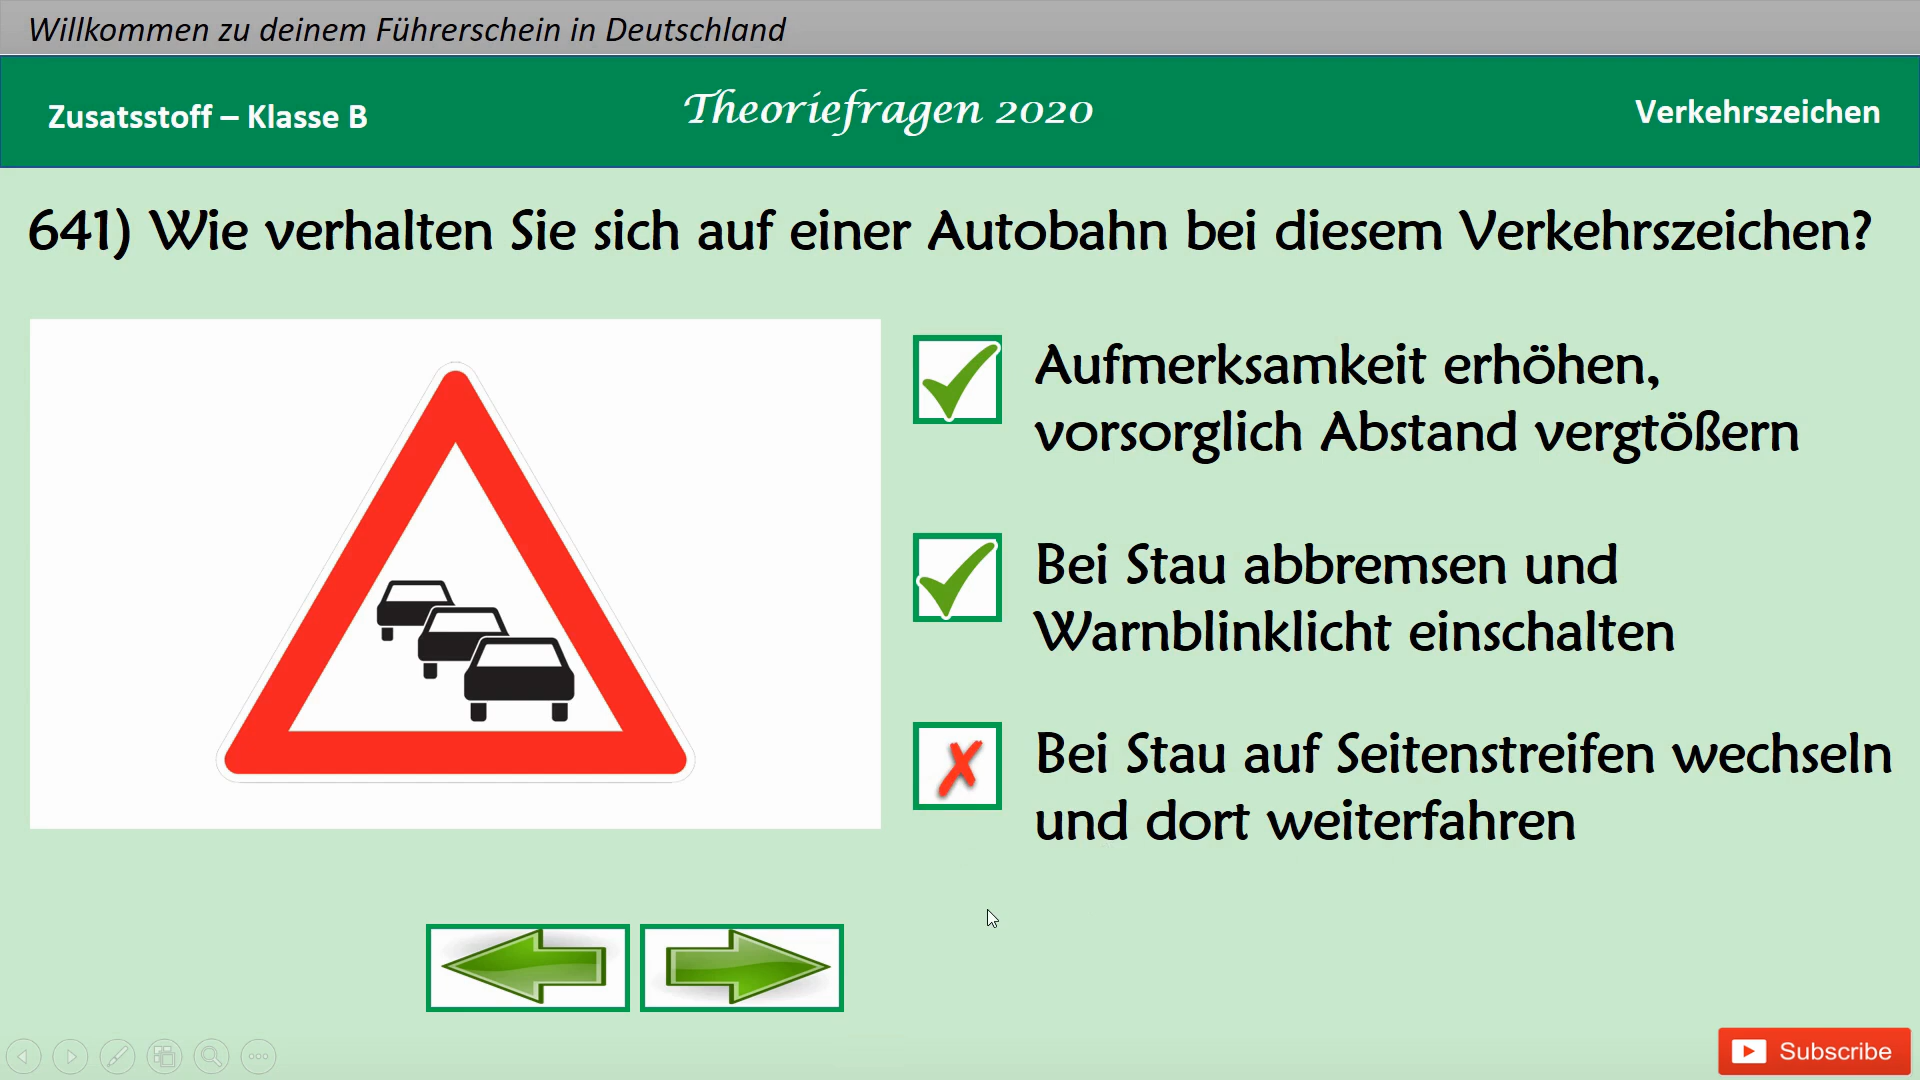 Willkommen zu deinem Führerschein in Deutschland
Zusatsstoff – Klasse B
Theoriefragen 2020
Verkehrszeichen
641) Wie verhalten Sie sich auf einer Autobahn bei diesem Verkehrszeichen?
Aufmerksamkeit erhöhen,
vorsorglich Abstand vergtößern
Bei Stau abbremsen und
Warnblinklicht einschalten
Bei Stau auf Seitenstreifen wechseln
und dort weiterfahren
Subscribe